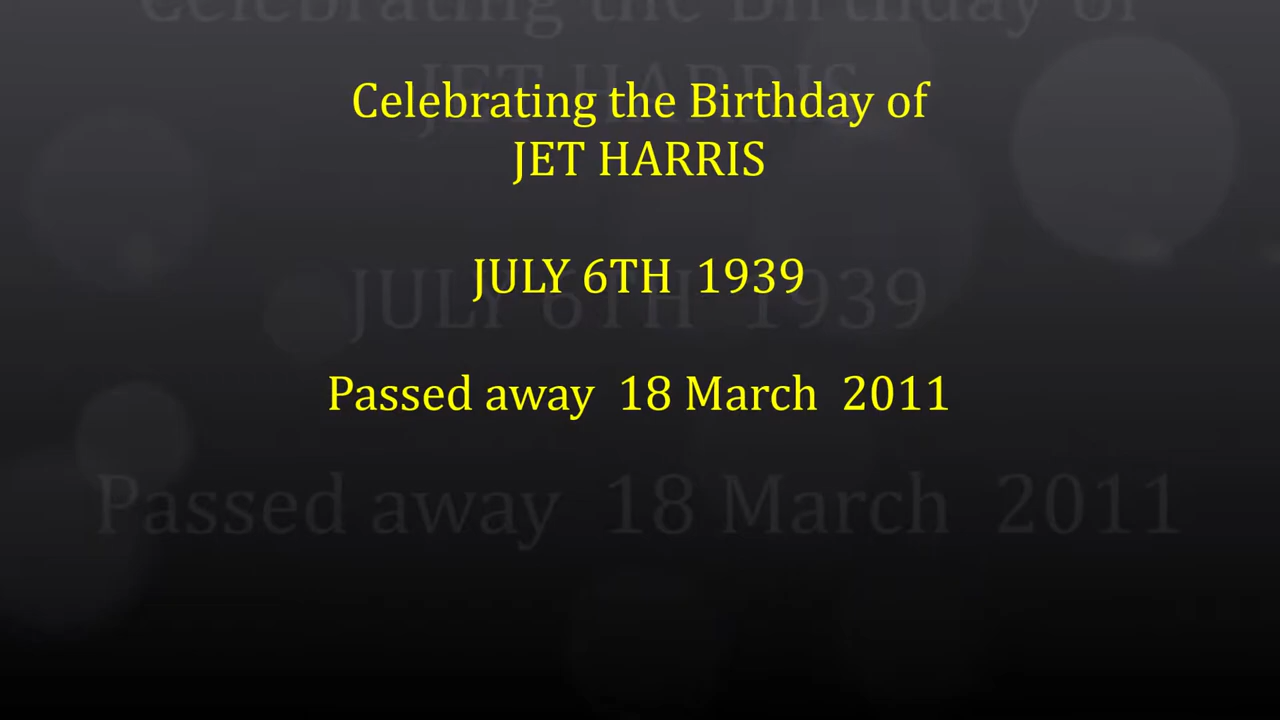 Celebrating the Birthday of
JET HARRIS
JULY 6TH 1939
Passed away 18 March 2011